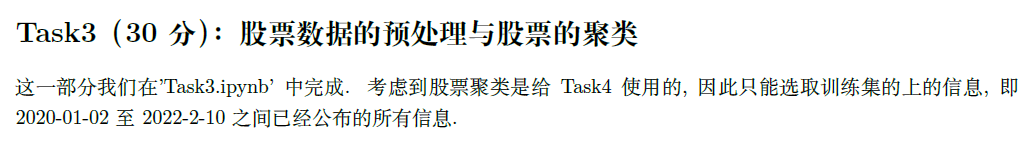 Task3（30 分）：股票数据的预处理与股票的聚类
这一部分我们在'Task3.ipynb' 中完成. 考虑到股票聚类是给 Task4 使用的, 因此只能选取训练集的上的信息, 即
2020-01-02 至 2022-2-10 之间已经公布的所有信息.